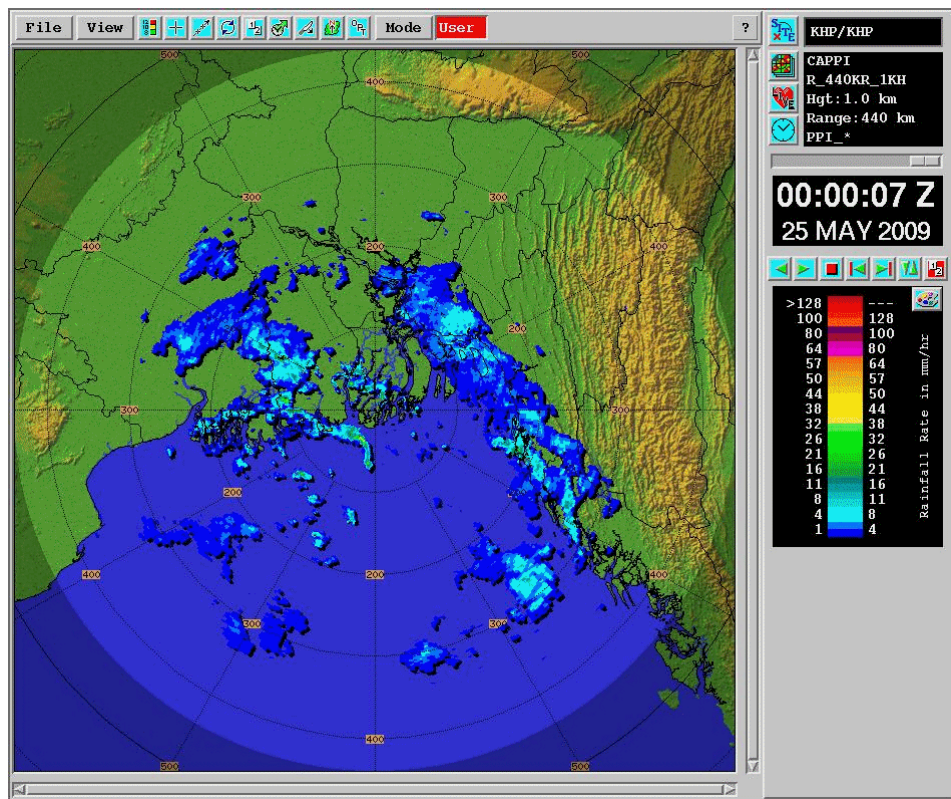 File View Mode User ?
KHP/KHP
CAPPI
R_440KR_1KH
Hgt:1.0 km
Range:440 km
PPI_*
00:00:07 Z
25 MAY 2009
>128 ---
100 128
80 100
64 80
57 64
50 57
44 50
38 44
32 38
26 32
21 26
16 21
11 16
8 11
4 8
1 4
Rainfall Rate in mm/hr
500 500
400
300 300
400 200 400
200
300 300
200
400 200 400
300 300
400
500 500